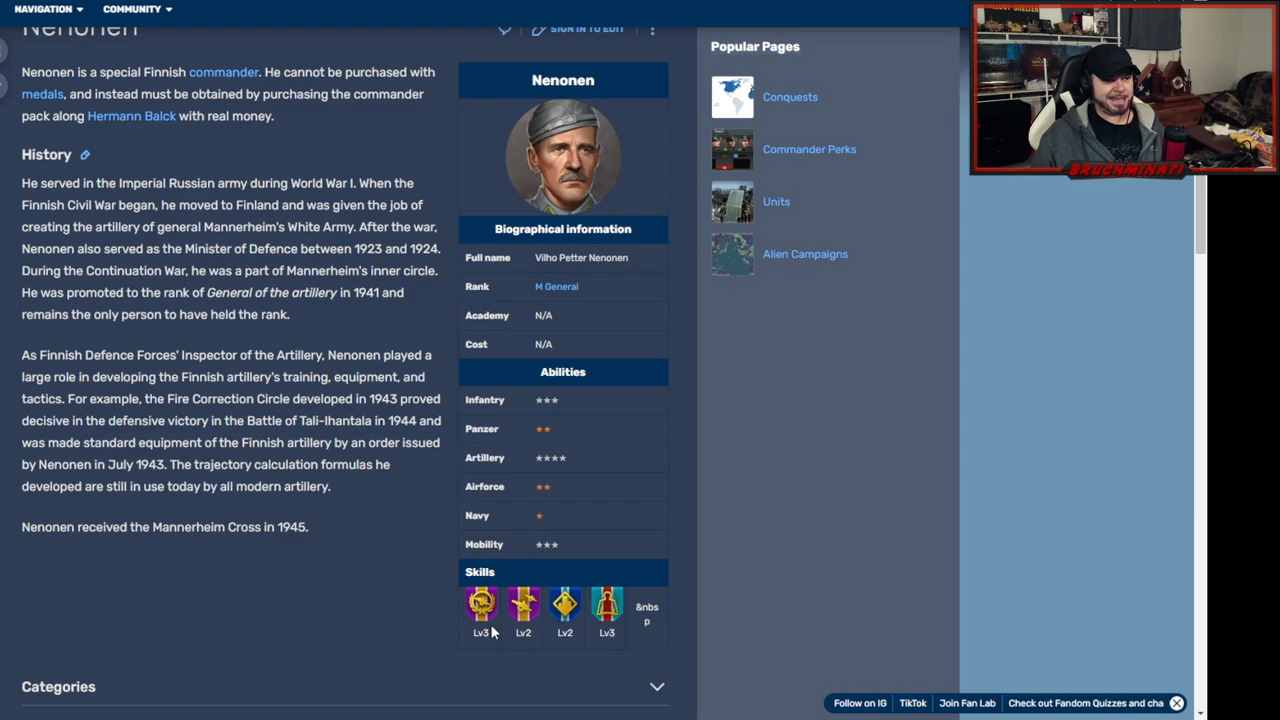 NAVIGATION
COMMUNITY
Nenonen
SIGN IN TO EDIT
Nenonen is a special Finnish commander. He cannot be purchased with
medals, and instead must be obtained by purchasing the commander
pack along Hermann Balck with real money.
History
He served in the Imperial Russian army during World War I. When the
Finnish Civil War began, he moved to Finland and was given the job of
creating the artillery of general Mannerheim's White Army. After the war,
Nenonen also served as the Minister of Defence between 1923 and 1924.
During the Continuation War, he was a part of Mannerheim's inner circle.
He was promoted to the rank of General of the artillery in 1941 and
remains the only person to have held the rank.
As Finnish Defence Forces' Inspector of the Artillery, Nenonen played a
large role in developing the Finnish artillery's training, equipment, and
tactics. For example, the Fire Correction Circle developed in 1943 proved
decisive in the defensive victory in the Battle of Tali-Ihantala in 1944 and
was made standard equipment of the Finnish artillery by an order issued
by Nenonen in July 1943. The trajectory calculation formulas he
developed are still in use today by all modern artillery.
Nenonen received the Mannerheim Cross in 1945.
Nenonen
Biographical information
Full name Vilho Petter Nenonen
Rank M General
Academy N/A
Cost N/A
Abilities
Infantry ★★★
Panzer ★★
Artillery ★★★★
Airforce ★★
Navy ★
Mobility ★★★
Skills
Lv3 Lv2 Lv2 Lv3 &nbs
p
Categories
Popular Pages
Conquests
Commander Perks
Units
Alien Campaigns
BRUCHMINATI
Follow on IG TikTok Join Fan Lab Check out Fandom Quizzes and cha